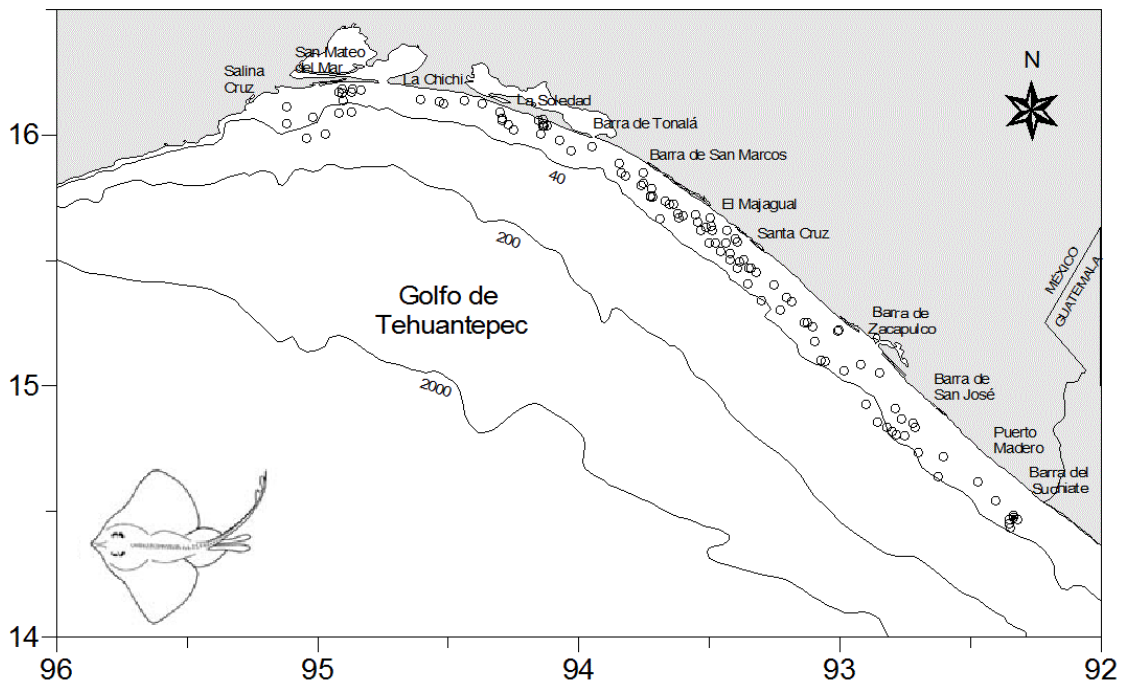 San Mateo
del Mar
Salina
Cruz
La Chichi
La Soledad
Barra de Tonalá
Barra de San Marcos
El Majagual
Santa Cruz
Barra de
Zacapulco
Barra de
San José
Puerto
Madero
Barra del
Suchiate
MÉXICO
GUATEMALA
N
40
200
2000
Golfo de
Tehuantepec
16
15
14
96
95
94
93
92